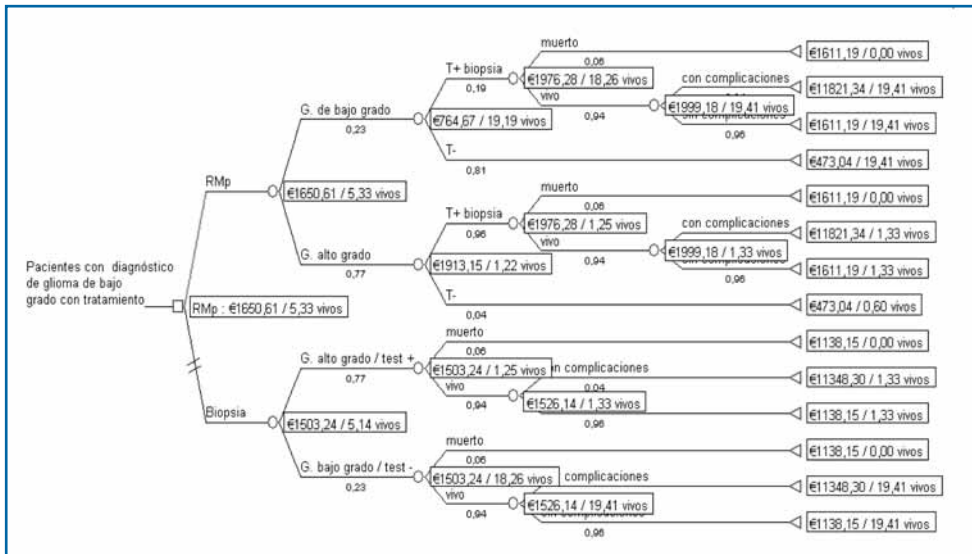 muerto
0,06
€1611,19 / 0,00 vivos
T+ biopsia
0,19
€1976,28 / 18,26 vivos
vivo
0,94
con complicaciones
€11821,34 / 19,41 vivos
€1999,18 / 19,41 vivos
sin complicaciones
0,96
€1611,19 / 19,41 vivos
G. de bajo grado
0,23
€764,67 / 19,19 vivos
T-
0,81
€473,04 / 19,41 vivos
RMp
€1650,61 / 5,33 vivos
muerto
0,06
€1611,19 / 0,00 vivos
T+ biopsia
0,96
€1976,28 / 1,25 vivos
vivo
0,94
con complicaciones
€11821,34 / 1,33 vivos
€1999,18 / 1,33 vivos
0,96
€1611,19 / 1,33 vivos
G. alto grado
0,77
€1913,15 / 1,22 vivos
T-
0,04
€473,04 / 0,60 vivos
Pacientes con diagnóstico
de glioma de bajo
grado con tratamiento
RMp : €1650,61 / 5,33 vivos
muerto
0,06
€1138,15 / 0,00 vivos
G. alto grado / test +
0,77
€1503,24 / 1,25 vivos
vivo
0,94
complicaciones
0,04
€11348,30 / 1,33 vivos
€1526,14 / 1,33 vivos
0,96
€1138,15 / 1,33 vivos
Biopsia
€1503,24 / 5,14 vivos
muerto
0,06
€1138,15 / 0,00 vivos
G. bajo grado / test -
0,23
€1503,24 / 18,26 vivos
vivo
0,94
complicaciones
€11348,30 / 19,41 vivos
€1526,14 / 19,41 vivos
sin complicaciones
0,96
€1138,15 / 19,41 vivos